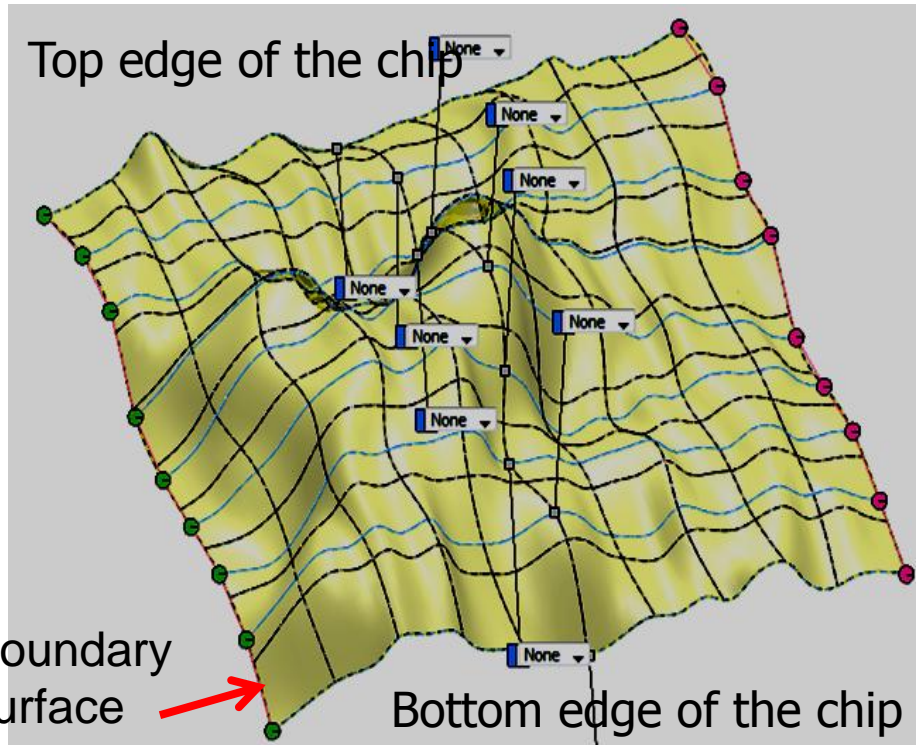 Top edge of the chip
None
None
None
None
None
None
None
None
oundary
urface
Bottom edge of the chip